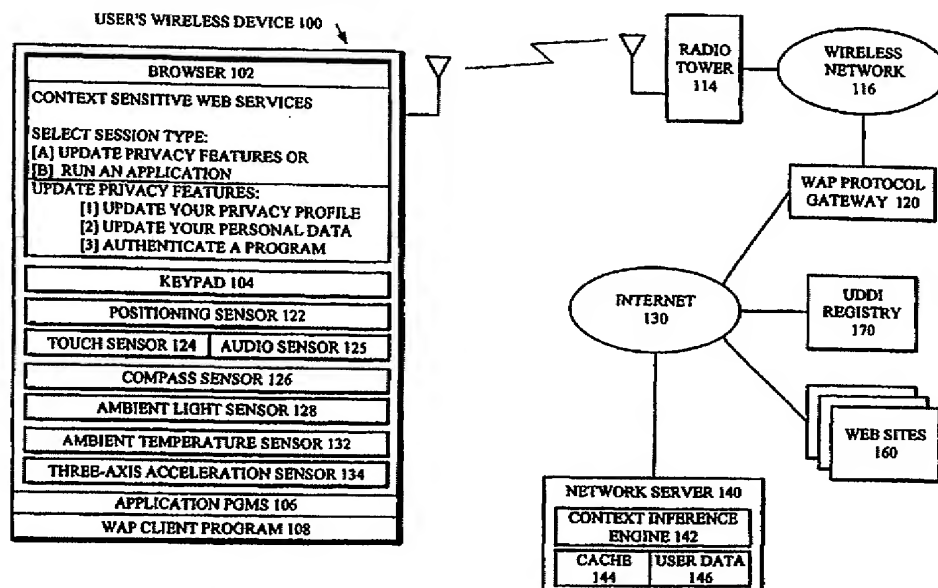 USER'S WIRELESS DEVICE 100
BROWSER 102
CONTEXT SENSITIVE WEB SERVICES
SELECT SESSION TYPE:
[A] UPDATE PRIVACY FEATURES OR
[B] RUN AN APPLICATION
UPDATE PRIVACY FEATURES:
[1] UPDATE YOUR PRIVACY PROFILE
[2] UPDATE YOUR PERSONAL DATA
[3] AUTHENTICATE A PROGRAM
KEYPAD 104
POSITIONING SENSOR 122
TOUCH SENSOR 124
AUDIO SENSOR 125
COMPASS SENSOR 126
AMBIENT LIGHT SENSOR 128
AMBIENT TEMPERATURE SENSOR 132
THREE-AXIS ACCELERATION SENSOR 134
APPLICATION PGMS 106
WAP CLIENT PROGRAM 108
RADIO
TOWER
114
WIRELESS
NETWORK
116
WAP PROTOCOL
GATEWAY 120
INTERNET
130
UDDI
REGISTRY
170
WEB SITES
160
NETWORK SERVER 140
CONTEXT INFERENCE
ENGINE 142
CACHE
144
USER DATA
146